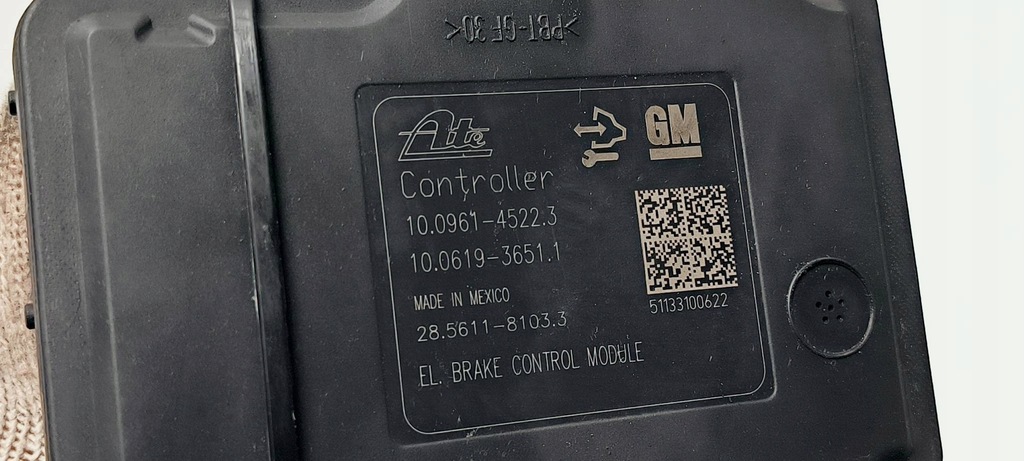 >PBT-GF30<
Ate
GM
Controller
10.0961-4522.3
10.0619-3651.1
51133100622
MADE IN MEXICO
28.5611-8103.3
EL. BRAKE CONTROL MODULE